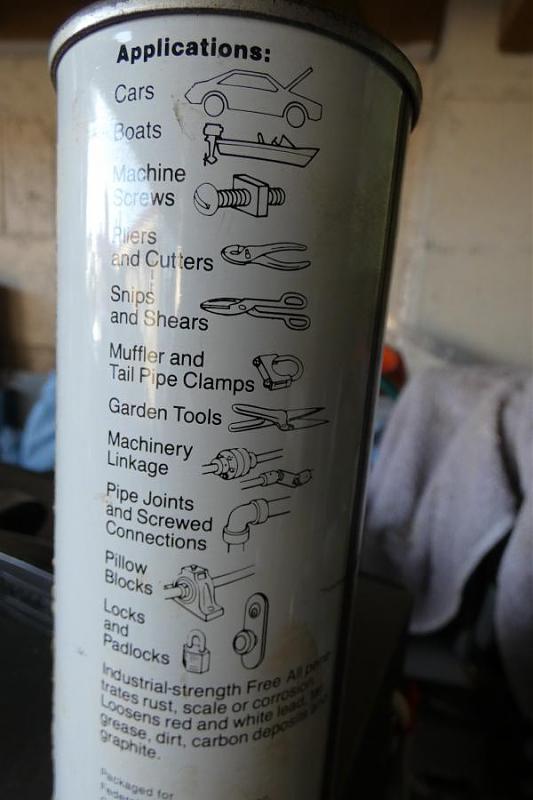 Applications:
Cars
Boats
Machine
Screws
Pliers
and Cutters
Snips
and Shears
Muffler and
Tail Pipe Clamps
Garden Tools
Machinery
Linkage
Pipe Joints
and Screwed
Connections
Pillow
Blocks
Locks
and
Padlocks
Industrial-strength Free All pene
trates rust, scale or corrosion.
Loosens red and white lead, tar,
grease, dirt, carbon deposits and
graphite.
Packaged for